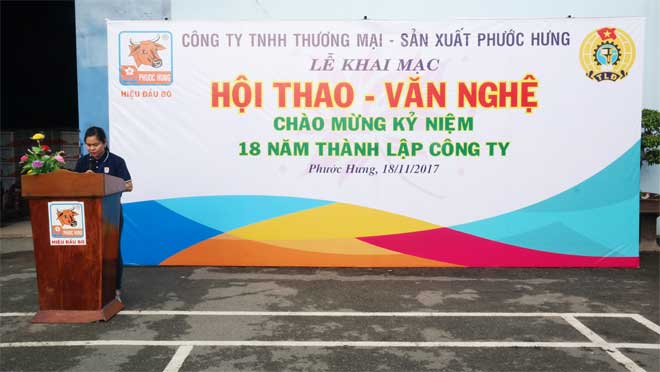 PHƯỚC HƯNG
HIỆU ĐẦU BÒ
CÔNG TY TNHH THƯƠNG MẠI - SẢN XUẤT PHƯỚC HƯNG
LỄ KHAI MẠC
HỘI THAO - VĂN NGHỆ
CHÀO MỪNG KỶ NIỆM
18 NĂM THÀNH LẬP CÔNG TY
Phước Hưng, 18/11/2017
TLĐ
PHƯỚC HƯNG
HIỆU ĐẦU BÒ